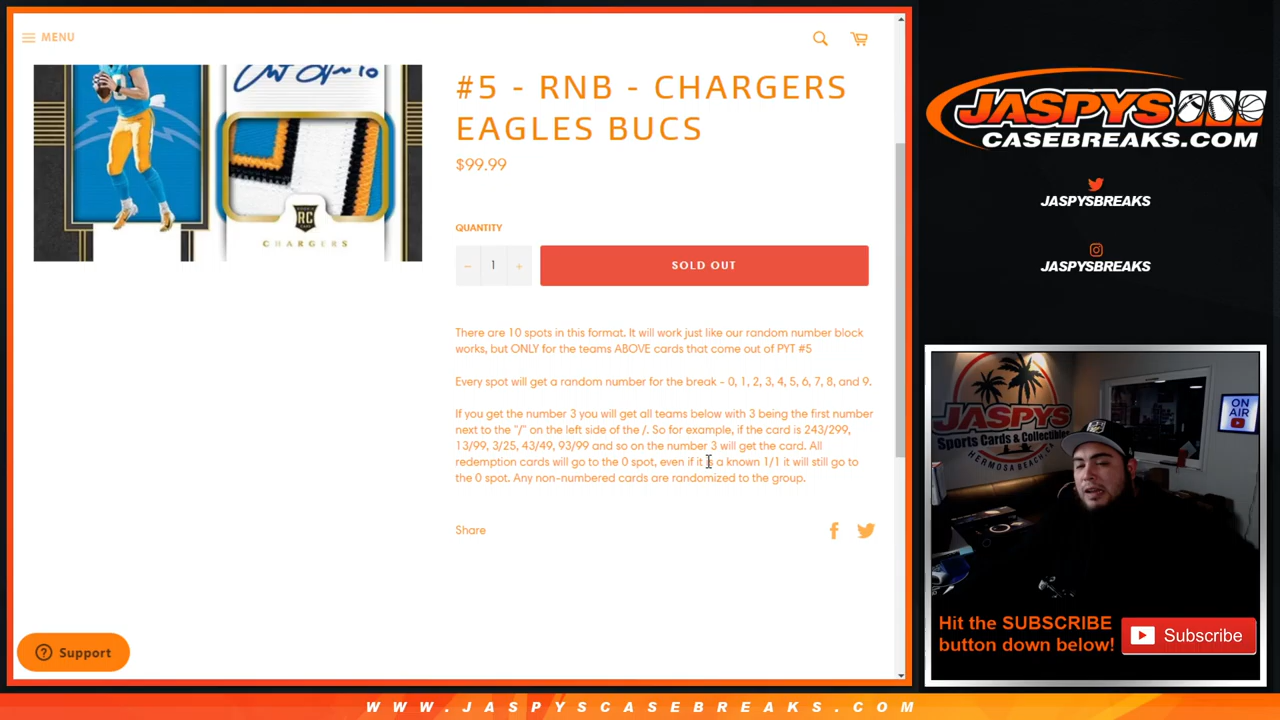 MENU
#5 - RNB - CHARGERS
EAGLES BUCS
$99.99
RC
CHARGERS
QUANTITY
− 1 +
SOLD OUT
There are 10 spots in this format. It will work just like our random number block
works, but ONLY for the teams ABOVE cards that come out of PYT #5
Every spot will get a random number for the break - 0, 1, 2, 3, 4, 5, 6, 7, 8, and 9.
If you get the number 3 you will get all teams below with 3 being the first number
next to the "/" on the left side of the /. So for example, if the card is 243/299,
13/99, 3/25, 43/49, 93/99 and so on the number 3 will get the card. All
redemption cards will go to the 0 spot, even if it is a known 1/1 it will still go to
the 0 spot. Any non-numbered cards are randomized to the group.
Share
Support
JASPYS
CASEBREAKS.COM
JASPYSBREAKS
JASPYSBREAKS
JASPYS
Sports Cards & Collectibles
HERMOSA BEACH, CA
ON
AIR
Hit the SUBSCRIBE
button down below!
Subscribe
WWW.JASPYSCASEBREAKS.COM